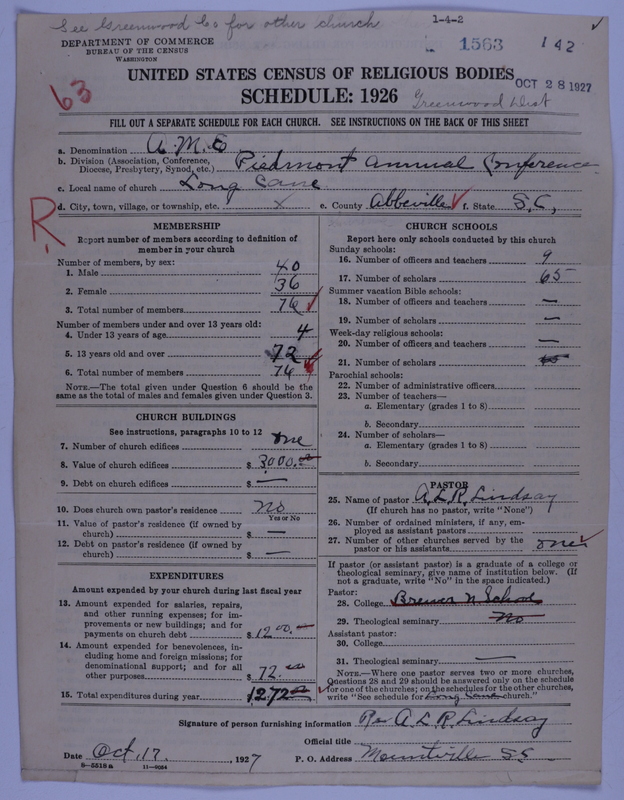 See Greenwood Co for other church
1-4-2
DEPARTMENT OF COMMERCE
BUREAU OF THE CENSUS
WASHINGTON
1563
142
UNITED STATES CENSUS OF RELIGIOUS BODIES
OCT 28 1927
63
SCHEDULE: 1926
Greenwood Dist
FILL OUT A SEPARATE SCHEDULE FOR EACH CHURCH. SEE INSTRUCTIONS ON THE BACK OF THIS SHEET
a. Denomination A. M. E
b. Division (Association, Conference, Diocese, Presbytery, Synod, etc.) Piedmont Annual Conference
c. Local name of church Long Cane
d. City, town, village, or township, etc. x e. County Abbeville f. State S.C,
R.
MEMBERSHIP
Report number of members according to definition of
member in your church
Number of members, by sex:
1. Male 40
2. Female 36
3. Total number of members 76
Number of members under and over 13 years old:
4. Under 13 years of age 4
5. 13 years old and over 72
6. Total number of members 76
NOTE.—The total given under Question 6 should be the
same as the total of males and females given under Question 3.
CHURCH BUILDINGS
See instructions, paragraphs 10 to 12
7. Number of church edifices one
8. Value of church edifices $ 3000.00
9. Debt on church edifices $ —
10. Does church own pastor's residence No
Yes or No
11. Value of pastor's residence (if owned by
church) $ —
12. Debt on pastor's residence (if owned by
church) $ —
EXPENDITURES
Amount expended by your church during last fiscal year
13. Amount expended for salaries, repairs,
and other running expenses; for im-
provements or new buildings; and for
payments on church debt $ 1200.—
14. Amount expended for benevolences, in-
cluding home and foreign missions; for
denominational support; and for all
other purposes $ 72.00
15. Total expenditures during year 1272.00
CHURCH SCHOOLS
Report here only schools conducted by this church
Sunday schools:
16. Number of officers and teachers 9
17. Number of scholars 65
Summer vacation Bible schools:
18. Number of officers and teachers —
19. Number of scholars —
Week-day religious schools:
20. Number of officers and teachers —
21. Number of scholars
Parochial schools:
22. Number of administrative officers
23. Number of teachers—
a. Elementary (grades 1 to 8)
b. Secondary
24. Number of scholars—
a. Elementary (grades 1 to 8)
b. Secondary
PASTOR
25. Name of pastor A. L. R. Lindsay
(If church has no pastor, write "None")
26. Number of ordained ministers, if any, em-
ployed as assistant pastors
27. Number of other churches served by the
pastor or his assistants one
If pastor (or assistant pastor) is a graduate of a college or
theological seminary, give name of institution below. (If
not a graduate, write "No" in the space indicated.)
Pastor:
28. College Brewer N School
29. Theological seminary No
Assistant pastor:
30. College
31. Theological seminary —
NOTE.—Where one pastor serves two or more churches,
Questions 28 and 29 should be answered only on the schedule
for one of the churches; on the schedules for the other churches,
write "See schedule for Long Cane church."
Signature of person furnishing information Rev A. L. R. Lindsay
Official title
Date Oct, 17. , 1927 P. O. Address Mountville S.C.
8—5518a 11—9034